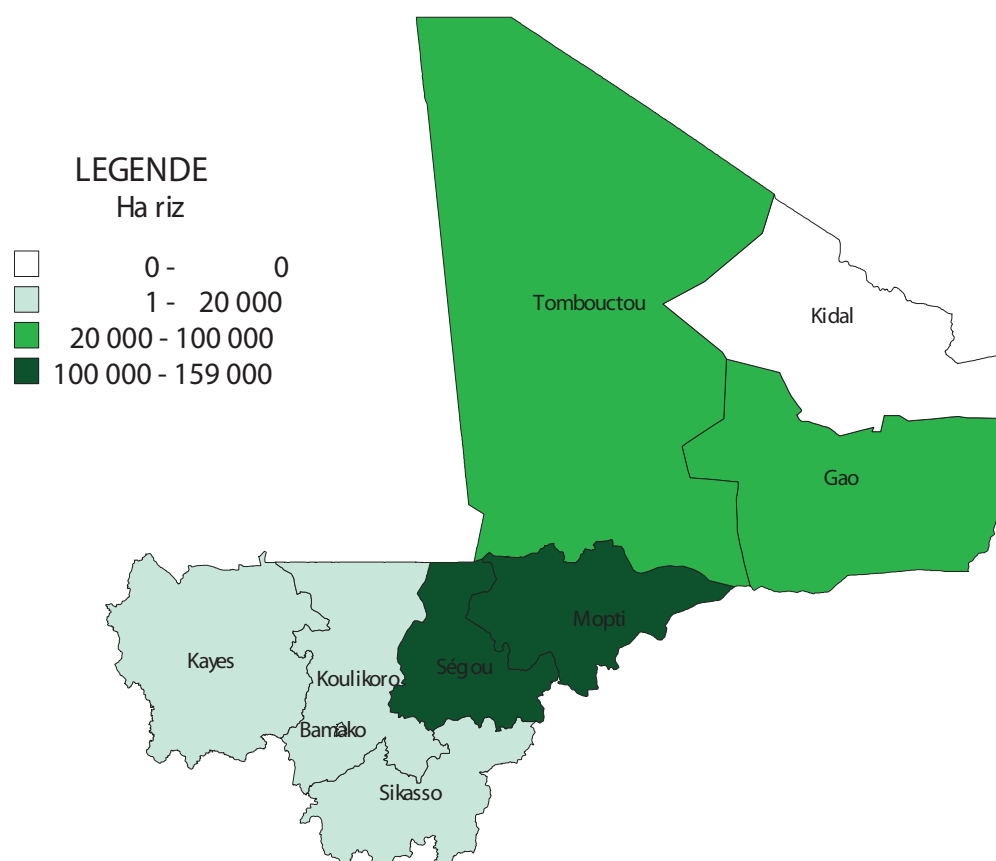 LEGENDE
Ha riz
0 - 0
1 - 20 000
20 000 - 100 000
100 000 - 159 000
Tombouctou
Kidal
Gao
Mopti
Ségou
Kayes
Koulikoro
Bamako
Sikasso